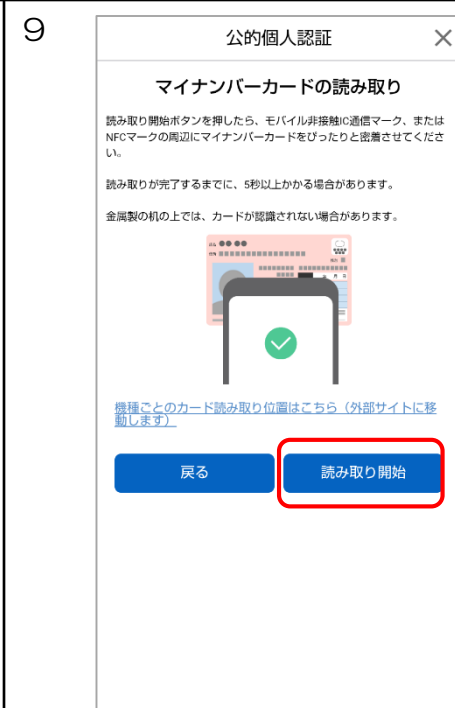 9
公的個人認証
マイナンバーカードの読み取り
読み取り開始ボタンを押したら、モバイル非接触IC通信マーク、または
NFCマークの周辺にマイナンバーカードをぴったりと密着させてくださ
い。
読み取りが完了するまでに、5秒以上かかる場合があります。
金属製の机の上では、カードが認識されない場合があります。
機種ごとのカード読み取り位置はこちら（外部サイトに移
動します）
戻る
読み取り開始